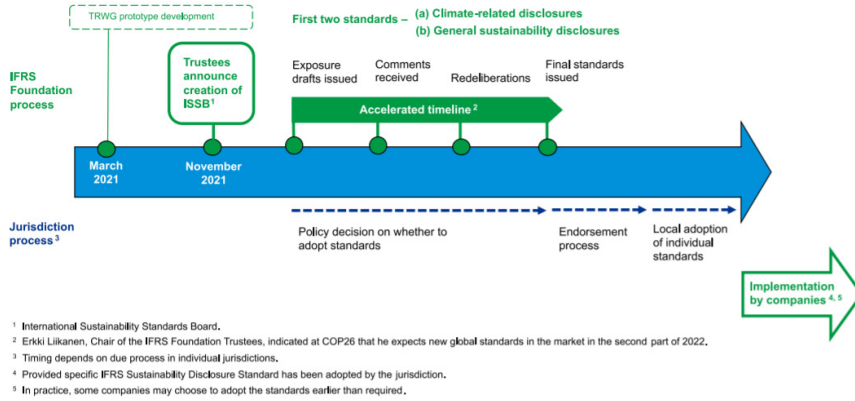 TRWG prototype development
First two standards – (a) Climate-related disclosures
(b) General sustainability disclosures
IFRS
Foundation
process
Trustees
announce
creation of
ISSB¹
Exposure
drafts issued
Comments
received
Redeliberations
Final standards
issued
Accelerated timeline ²
March
2021
November
2021
Jurisdiction
process ³
Policy decision on whether to
adopt standards
Endorsement
process
Local adoption
of individual
standards
Implementation
by companies ⁴, ⁵
¹ International Sustainability Standards Board.
² Erkki Liikanen, Chair of the IFRS Foundation Trustees, indicated at COP26 that he expects new global standards in the market in the second part of 2022.
³ Timing depends on due process in individual jurisdictions.
⁴ Provided specific IFRS Sustainability Disclosure Standard has been adopted by the jurisdiction.
⁵ In practice, some companies may choose to adopt the standards earlier than required.